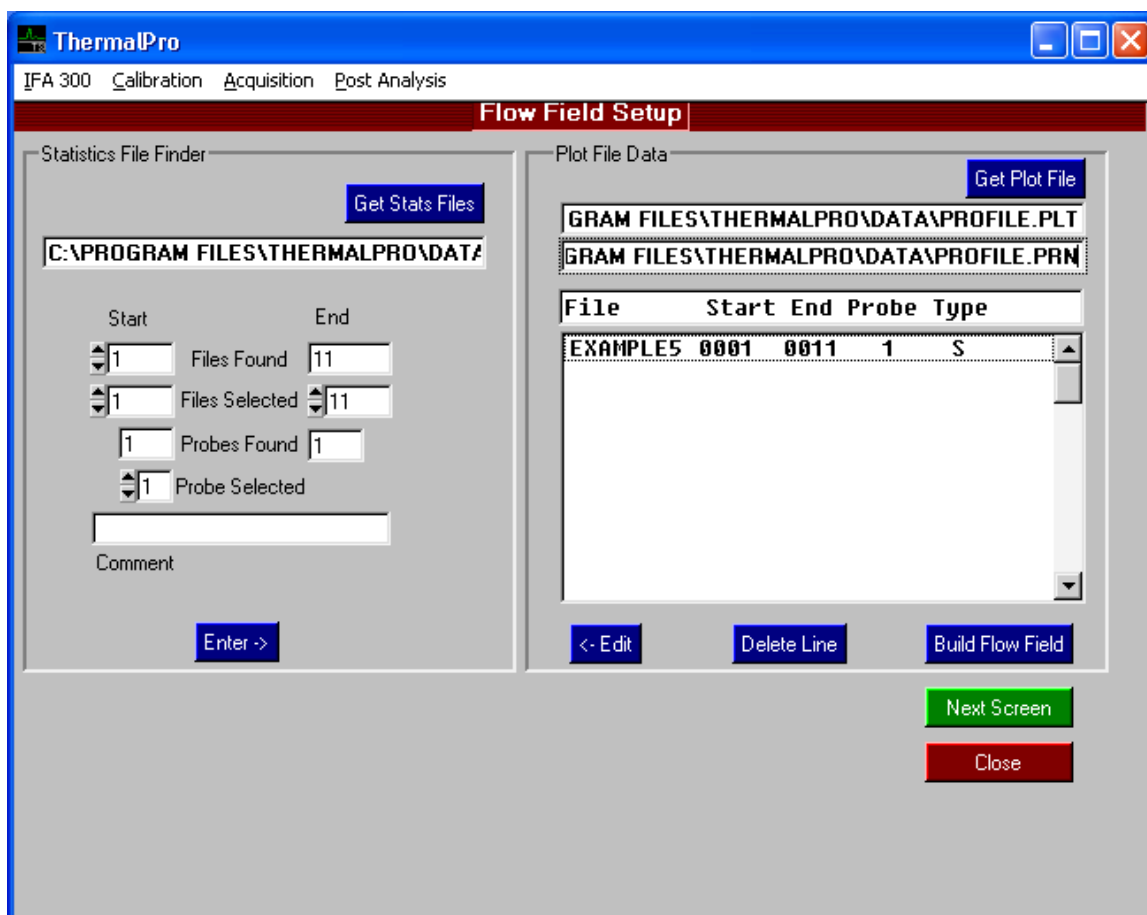 ThermalPro
IFA 300 Calibration Acquisition Post Analysis
Flow Field Setup
Statistics File Finder
Get Stats Files
C:\PROGRAM FILES\THERMALPRO\DATA
Start End
1 Files Found 11
1 Files Selected 11
1 Probes Found 1
1 Probe Selected
Comment
Enter ->
Plot File Data
Get Plot File
GRAM FILES\THERMALPRO\DATA\PROFILE.PLT
GRAM FILES\THERMALPRO\DATA\PROFILE.PRN
File Start End Probe Type
EXAMPLE5 0001 0011 1 S
<- Edit Delete Line Build Flow Field
Next Screen
Close